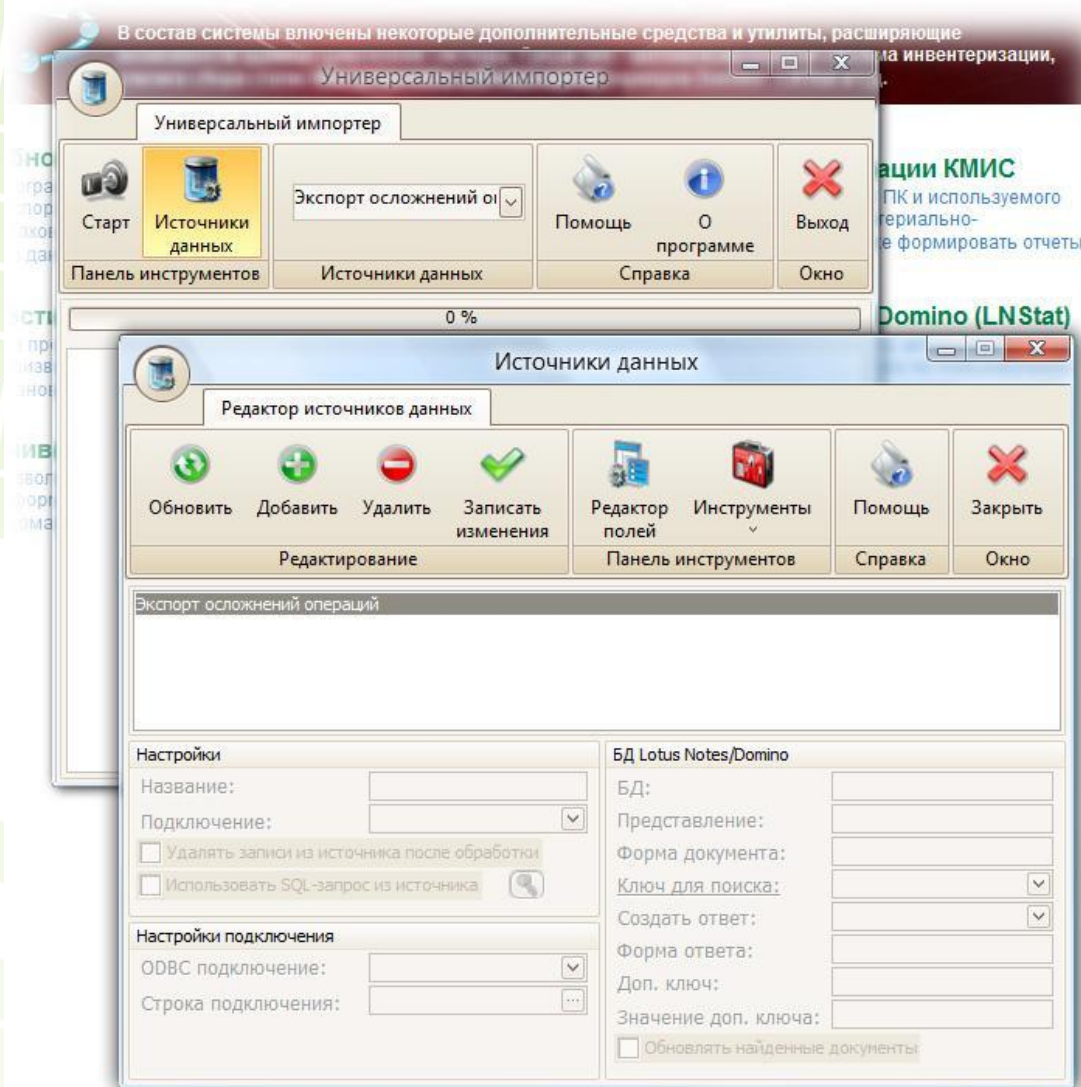 В состав системы включены некоторые дополнительные средства и утилиты, расширяющие
ма инвентеризации,
Универсальный импортер
Универсальный импортер
ации КМИС
ПК и используемого
териально-
е формировать отчеты
Старт
Источники данных
Экспорт осложнений
Помощь
О программе
Выход
Панель инструментов
Источники данных
Справка
Окно
0 %
Domino (LNStat)
Источники данных
Редактор источников данных
Обновить
Добавить
Удалить
Записать изменения
Редактор полей
Инструменты
Помощь
Закрыть
Редактирование
Панель инструментов
Справка
Окно
Экспорт осложнений операций
Настройки
Название:
Подключение:
Удалять записи из источника после обработки
Использовать SQL-запрос из источника
Настройки подключения
ODBC подключение:
Строка подключения:
БД Lotus Notes/Domino
БД:
Представление:
Форма документа:
Ключ для поиска:
Создать ответ:
Форма ответа:
Доп. ключ:
Значение доп. ключа:
Обновлять найденные документы